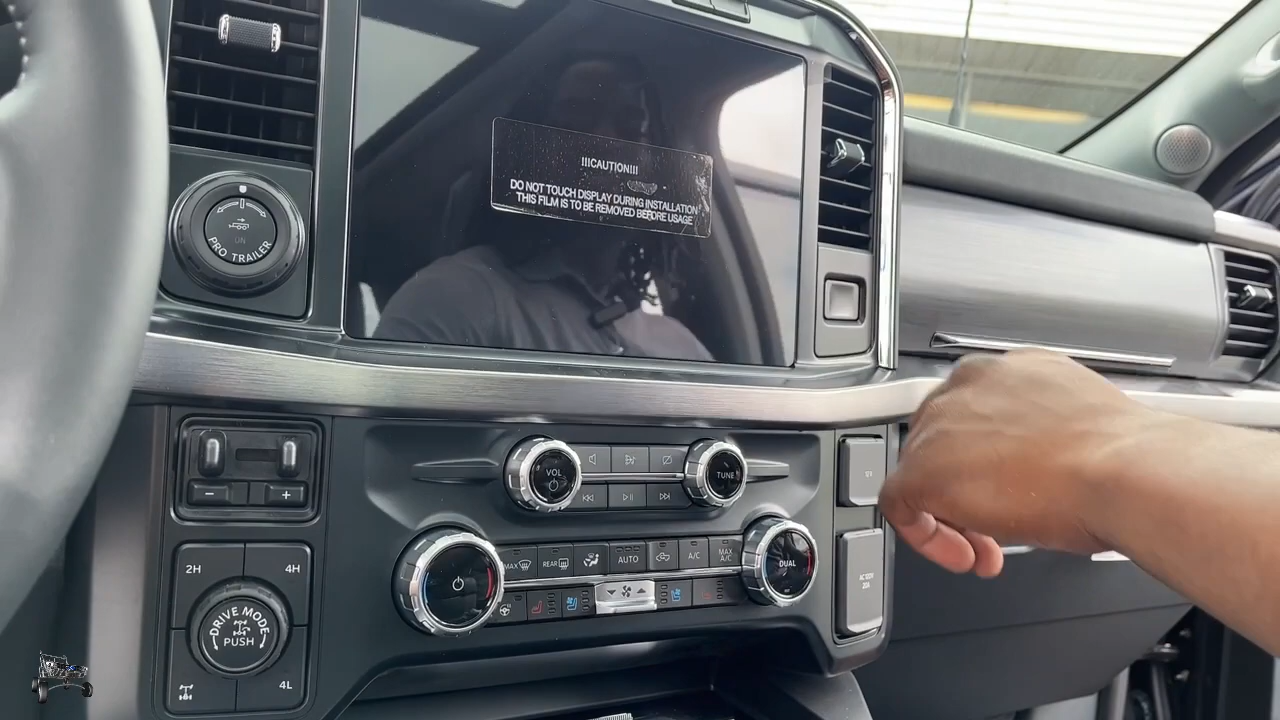 !!!CAUTION!!!
DO NOT TOUCH DISPLAY DURING INSTALLATION
THIS FILM IS TO BE REMOVED BEFORE USAGE
ON
PRO TRAILER
VOL
TUNE
MAX
REAR
AUTO
A/C
MAX
A/C
DUAL
2H
4H
DRIVE MODE
PUSH
4L